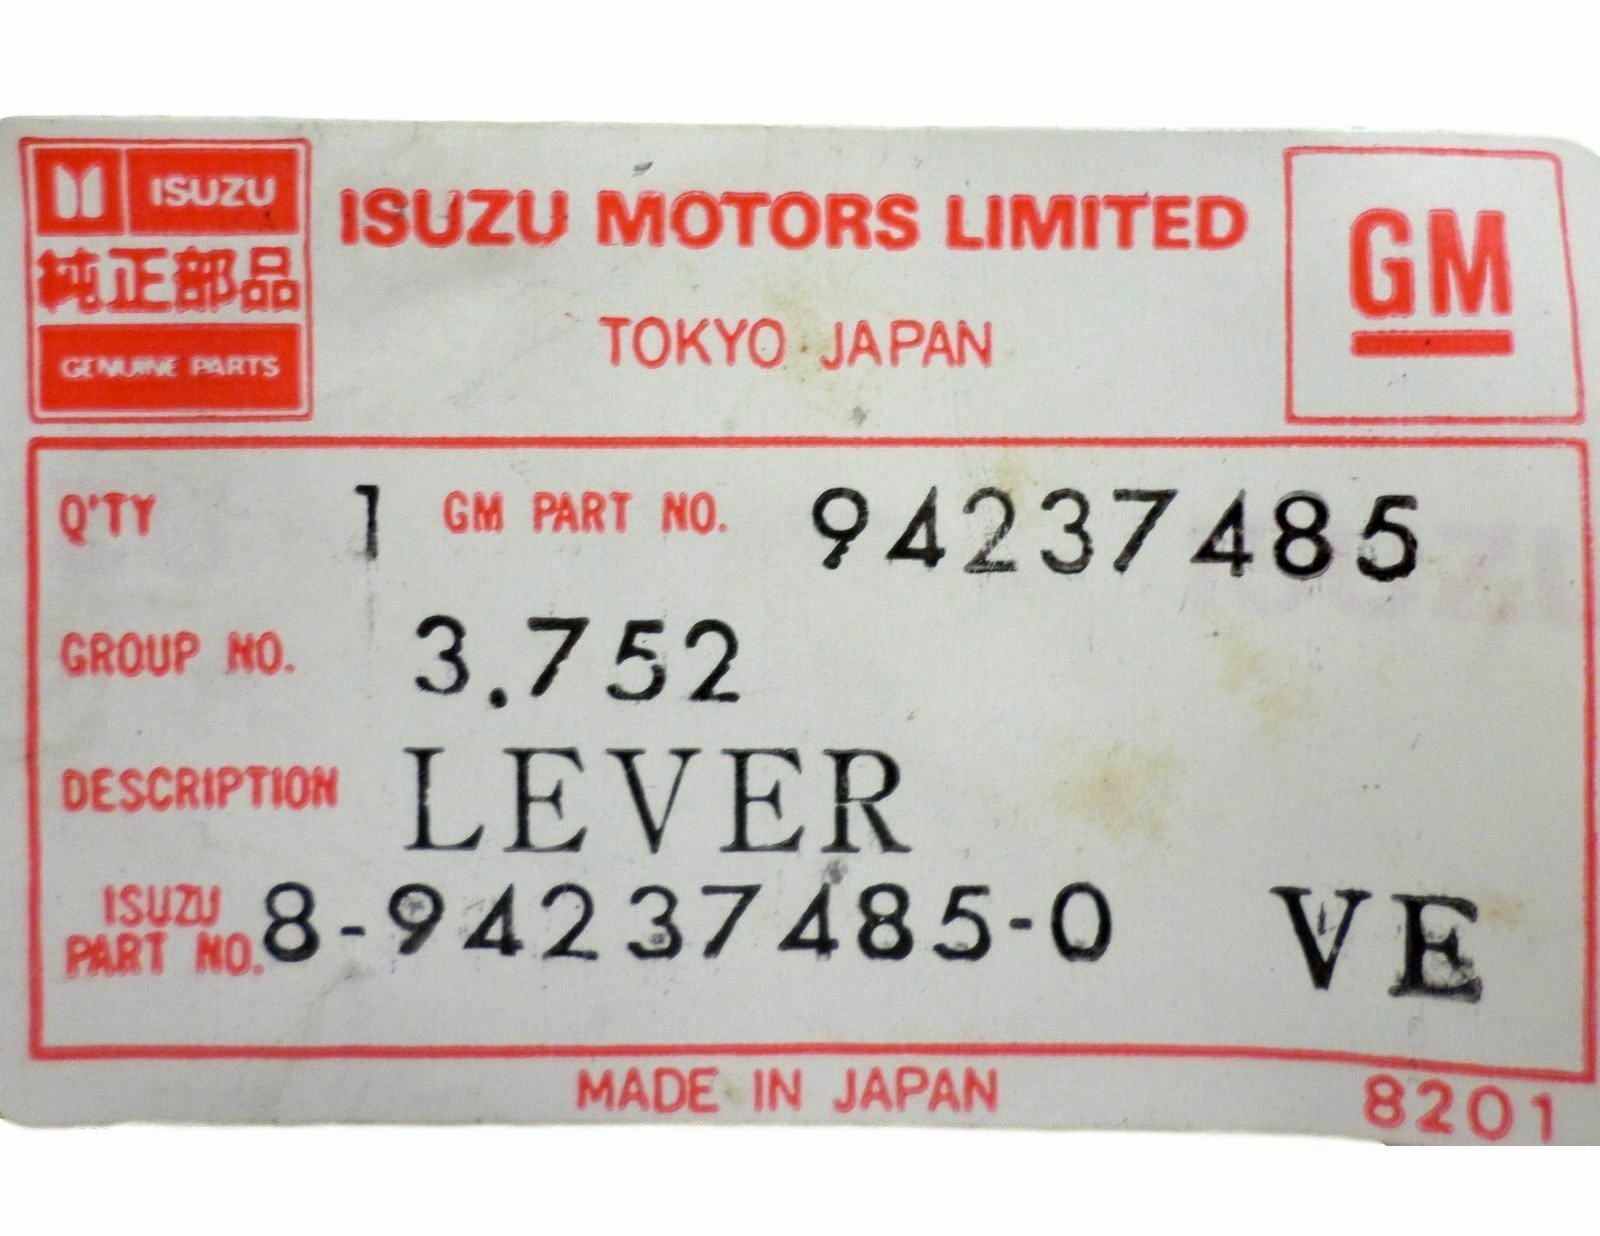 ISUZU
純正部品
GENUINE PARTS
ISUZU MOTORS LIMITED
TOKYO JAPAN
GM
Q'TY 1 GM PART NO. 94237485
GROUP NO. 3.752
DESCRIPTION LEVER
ISUZU PART NO. 8-94237485-0 VE
MADE IN JAPAN
8201